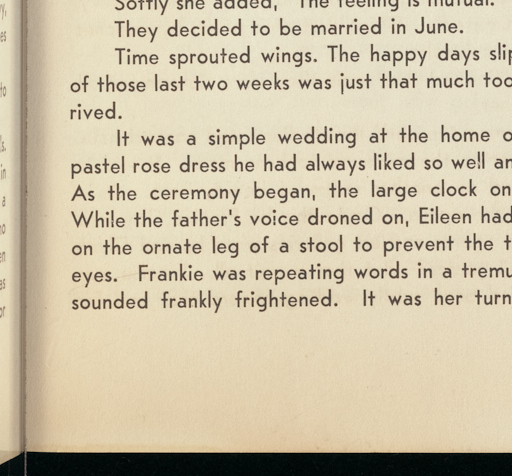 Softly she added, "The feeling is mutual."
They decided to be married in June.
Time sprouted wings. The happy days
of those last two weeks was just that much
rived.
It was a simple wedding at the home
pastel rose dress he had always liked so well
As the ceremony began, the large clock on
While the father's voice droned on, Eileen had
on the ornate leg of a stool to prevent the
eyes. Frankie was repeating words in a
sounded frankly frightened. It was her turn